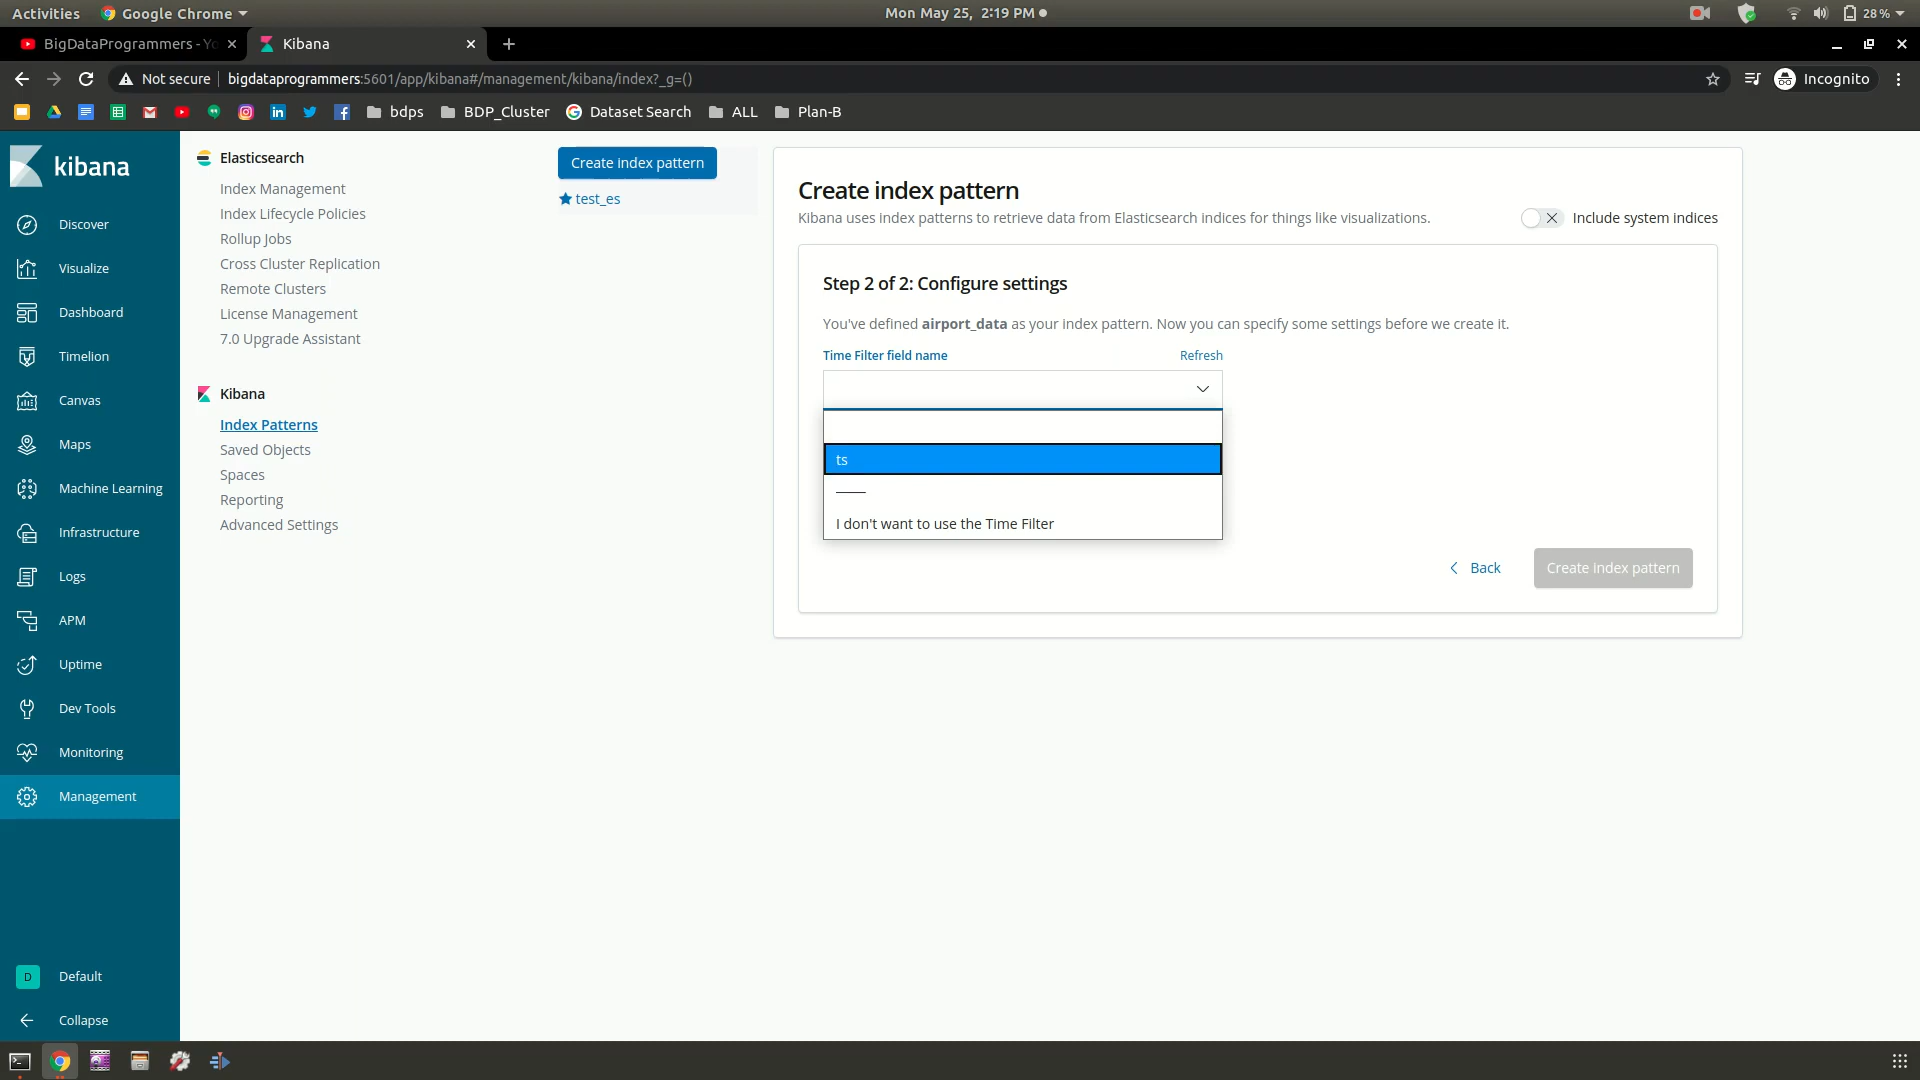 Activities
Google Chrome
Mon May 25, 2:19 PM
28 %
BigDataProgrammers - Yo
Kibana
Not secure
bigdataprogrammers:5601/app/kibana#/management/kibana/index?_g=()
Incognito
bdps
BDP_Cluster
Dataset Search
ALL
Plan-B
kibana
Discover
Visualize
Dashboard
Timelion
Canvas
Maps
Machine Learning
Infrastructure
Logs
APM
Uptime
Dev Tools
Monitoring
Management
D
Default
Collapse
Elasticsearch
Index Management
Index Lifecycle Policies
Rollup Jobs
Cross Cluster Replication
Remote Clusters
License Management
7.0 Upgrade Assistant
Kibana
Index Patterns
Saved Objects
Spaces
Reporting
Advanced Settings
Create index pattern
test_es
Create index pattern
Kibana uses index patterns to retrieve data from Elasticsearch indices for things like visualizations.
Include system indices
Step 2 of 2: Configure settings
You've defined airport_data as your index pattern. Now you can specify some settings before we create it.
Time Filter field name
Refresh
ts
I don't want to use the Time Filter
Back
Create index pattern